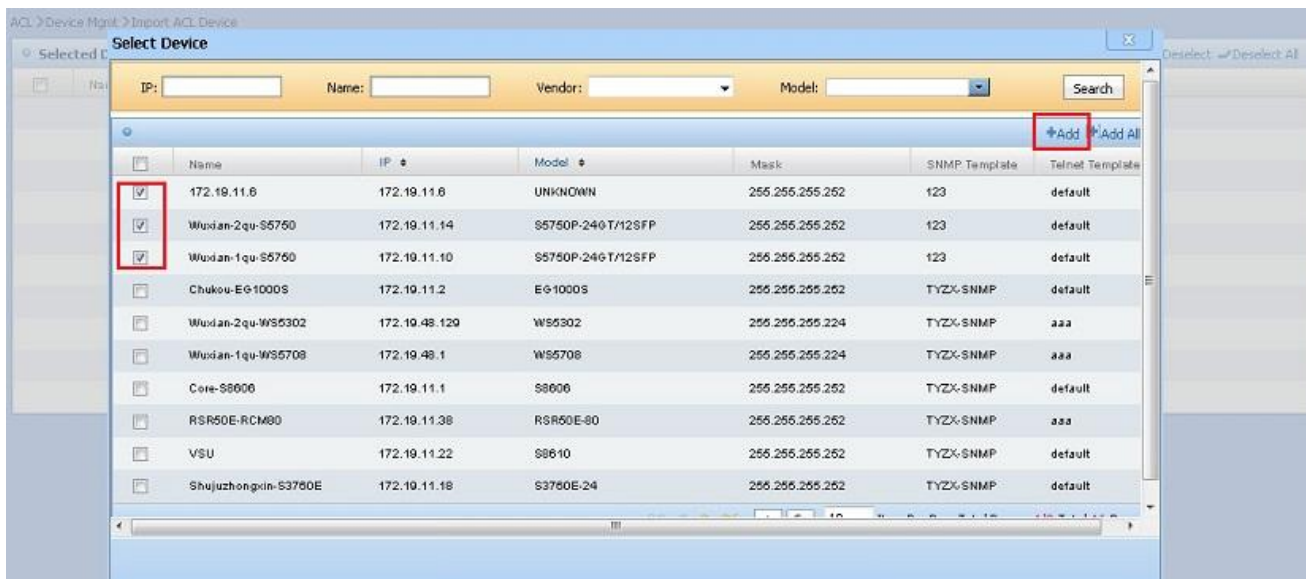 ACL > Device Mgmt > Import ACL Device
Selected
Select Device
Deselect Deselect All
IP: Name: Vendor: Model: Search
+Add Add All
Name IP Model Mask SNMP Template Telnet Template
172.19.11.6 172.19.11.6 UNKNOWN 255.255.255.252 123 default
Wuxian-2qu-S5750 172.19.11.14 S5750P-24GT/12SFP 255.255.255.252 123 default
Wuxian-1qu-S5750 172.19.11.10 S5750P-24GT/12SFP 255.255.255.252 123 default
Chukou-EG1000S 172.19.11.2 EG1000S 255.255.255.252 TYZX-SNMP default
Wuxian-2qu-WS5302 172.19.48.129 WS5302 255.255.255.224 TYZX-SNMP aaa
Wuxian-1qu-WS5708 172.19.48.1 WS5708 255.255.255.224 TYZX-SNMP aaa
Core-S8606 172.19.11.1 S8606 255.255.255.252 TYZX-SNMP default
RSR50E-RCM80 172.19.11.38 RSR50E-80 255.255.255.252 TYZX-SNMP aaa
VSU 172.19.11.22 S8610 255.255.255.252 TYZX-SNMP default
Shujuzhongxin-S3760E 172.19.11.18 S3760E-24 255.255.255.252 TYZX-SNMP default